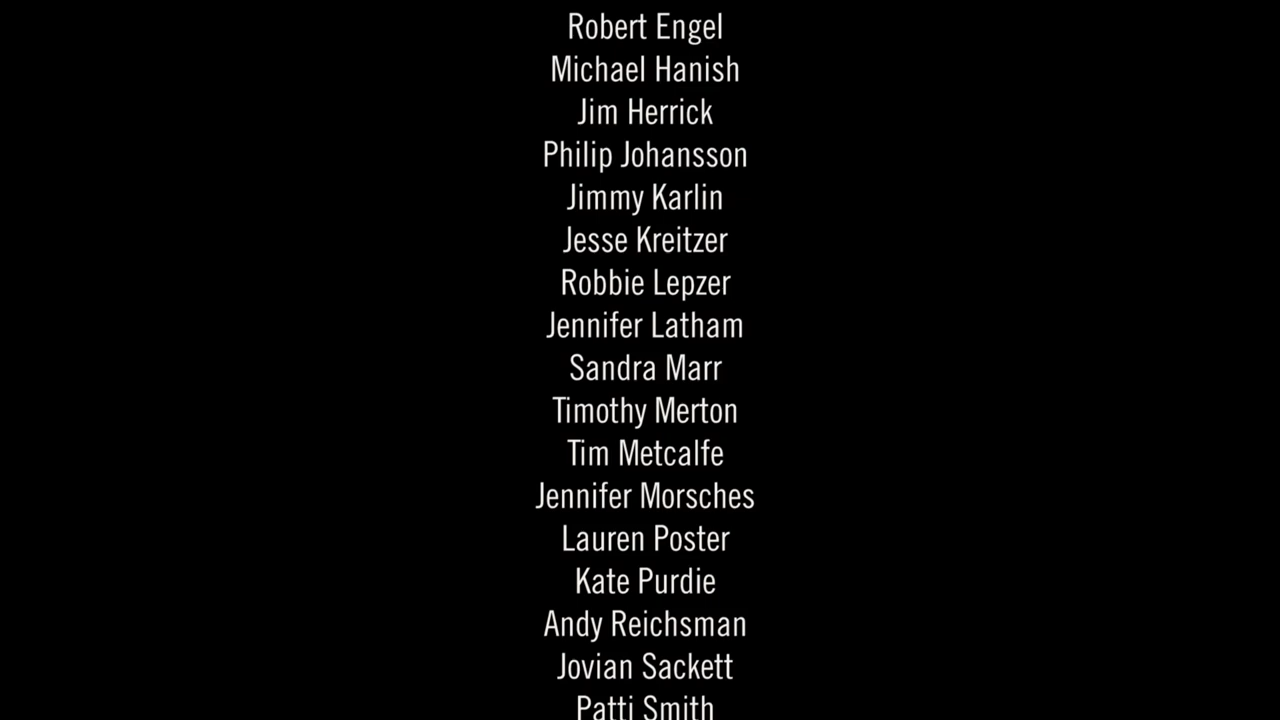 Robert Engel
Michael Hanish
Jim Herrick
Philip Johansson
Jimmy Karlin
Jesse Kreitzer
Robbie Lepzer
Jennifer Latham
Sandra Marr
Timothy Merton
Tim Metcalfe
Jennifer Morsches
Lauren Poster
Kate Purdie
Andy Reichsman
Jovian Sackett
Patti Smith